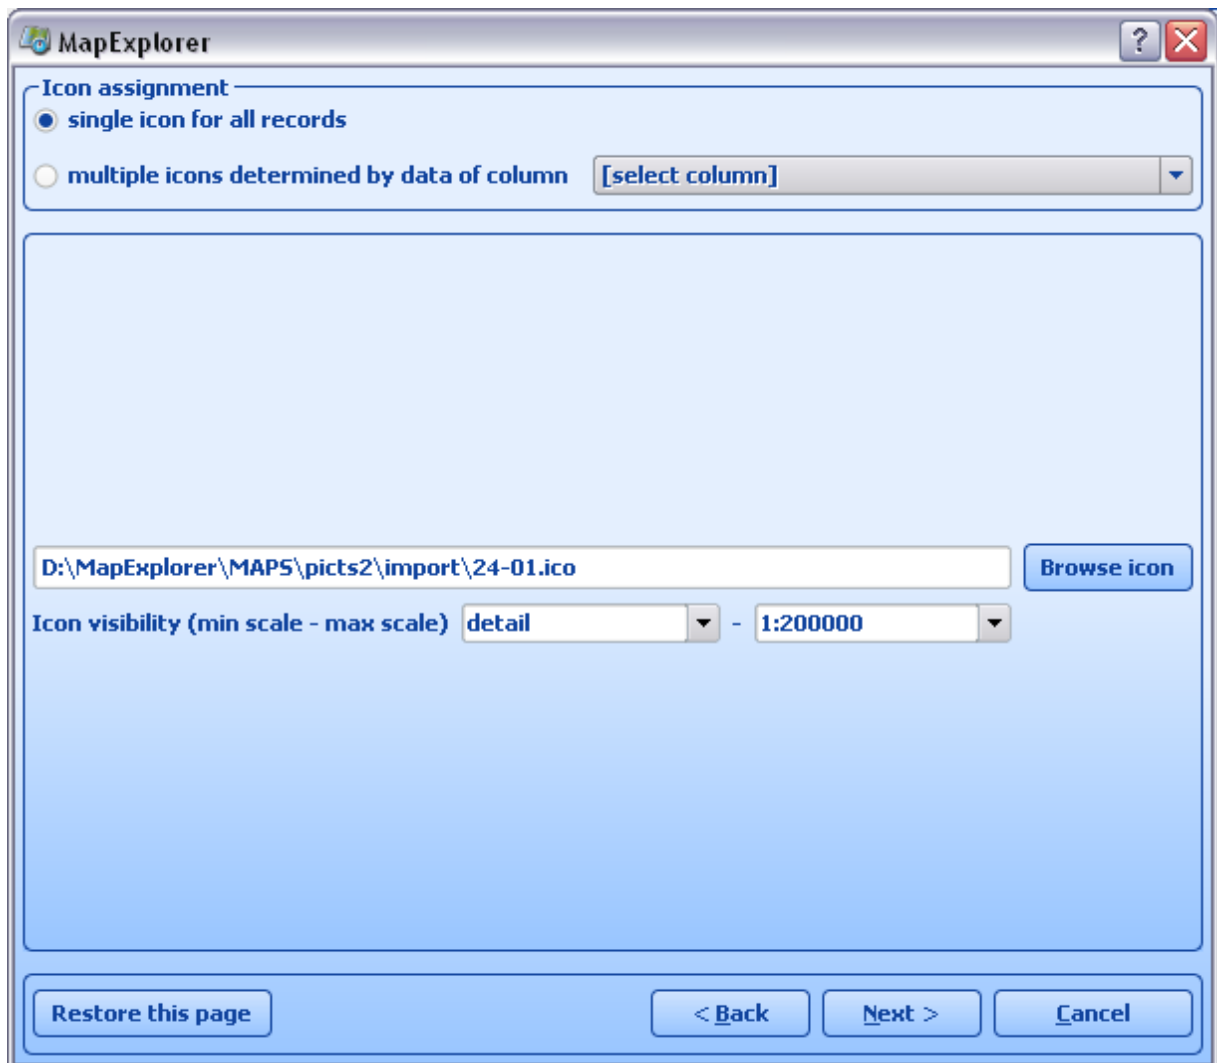 MapExplorer
?
Icon assignment
single icon for all records
multiple icons determined by data of column [select column]
D:\MapExplorer\MAPS\picts2\import\24-01.ico Browse icon
Icon visibility (min scale - max scale) detail - 1:200000
Restore this page < Back Next > Cancel